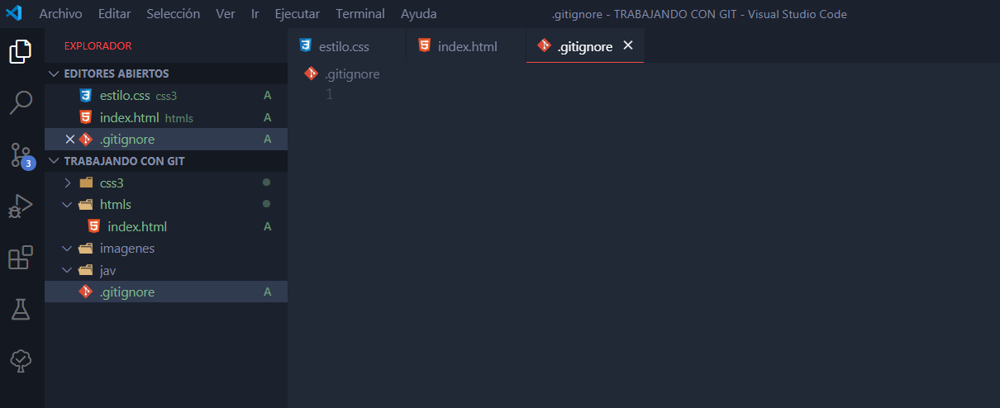 Archivo Editar Selección Ver Ir Ejecutar Terminal Ayuda .gitignore - TRABAJANDO CON GIT - Visual Studio Code
EXPLORADOR
estilo.css index.html .gitignore
EDITORES ABIERTOS
.gitignore
estilo.css css3 A
1
index.html htmls A
.gitignore A
3
TRABAJANDO CON GIT
css3
htmls
index.html A
imagenes
jav
.gitignore A